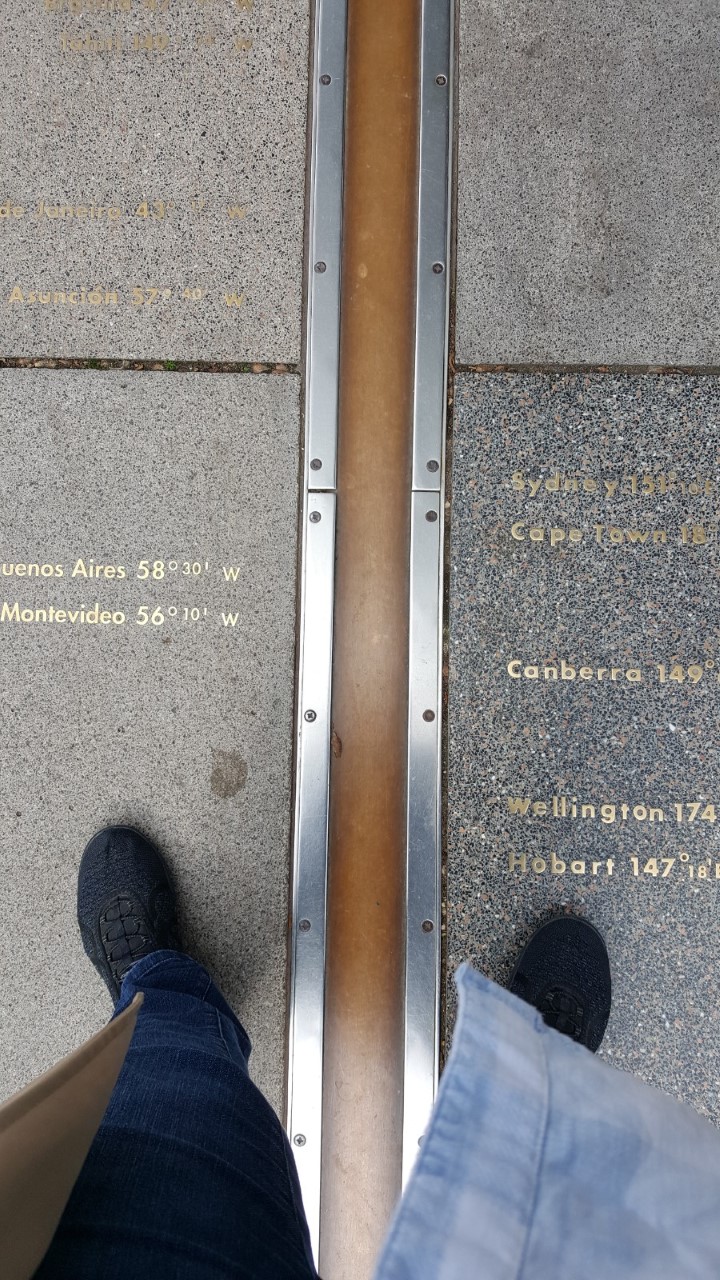 de Janeiro 43° W
Asunción 57° 40' W
Sydney 151°
Cape Town 18°
uenos Aires 58° 30' W
Montevideo 56° 10' W
Canberra 149°
Wellington 174
Hobart 147° 18' E